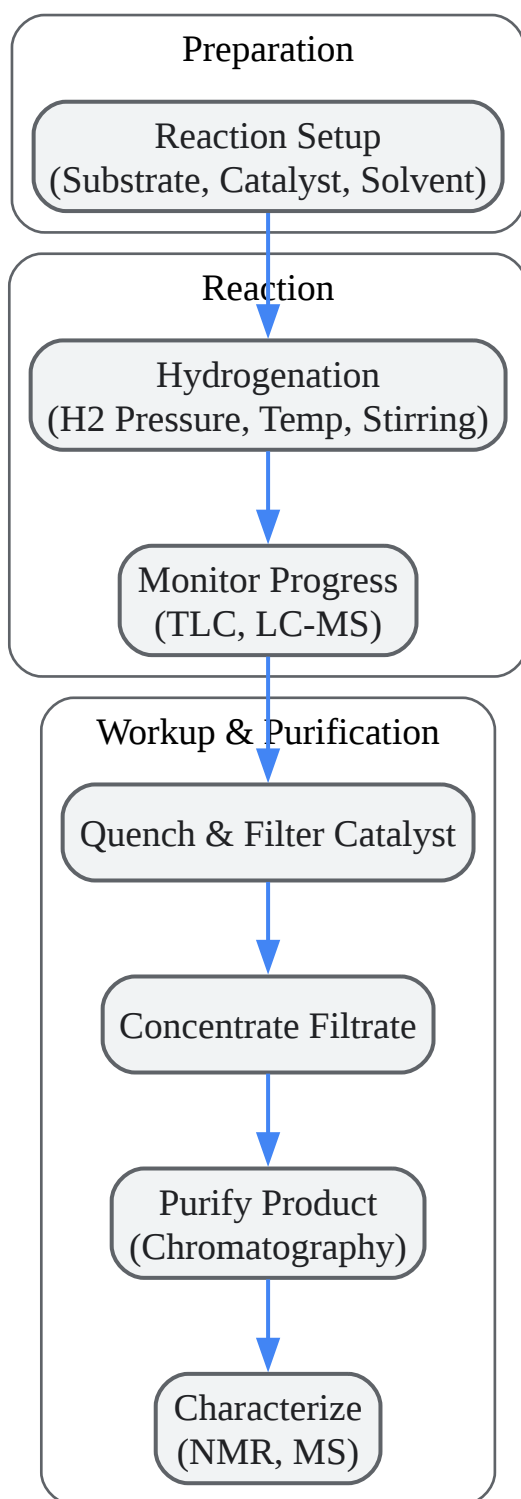 Preparation
Reaction Setup
(Substrate, Catalyst, Solvent)
Reaction
Hydrogenation
(H2 Pressure, Temp, Stirring)
Monitor Progress
(TLC, LC-MS)
Workup & Purification
Quench & Filter Catalyst
Concentrate Filtrate
Purify Product
(Chromatography)
Characterize
(NMR, MS)